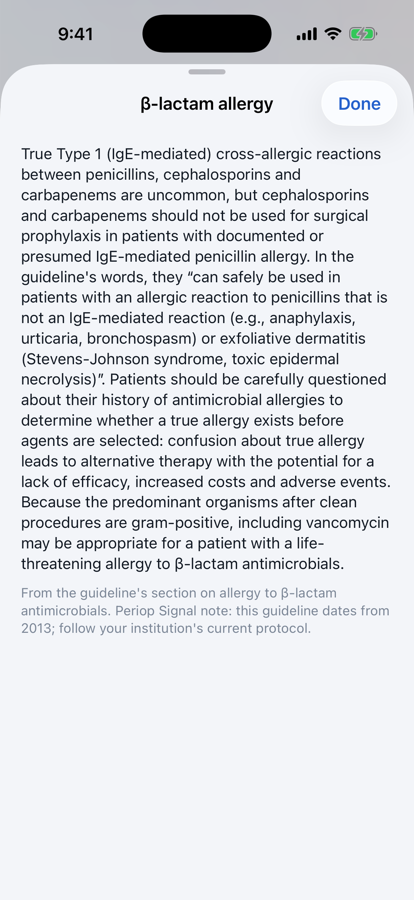 9:41
β-lactam allergy
Done
True Type 1 (IgE-mediated) cross-allergic reactions
between penicillins, cephalosporins and
carbapenems are uncommon, but cephalosporins
and carbapenems should not be used for surgical
prophylaxis in patients with documented or
presumed IgE-mediated penicillin allergy. In the
guideline's words, they “can safely be used in
patients with an allergic reaction to penicillins that is
not an IgE-mediated reaction (e.g., anaphylaxis,
urticaria, bronchospasm) or exfoliative dermatitis
(Stevens-Johnson syndrome, toxic epidermal
necrolysis)”. Patients should be carefully questioned
about their history of antimicrobial allergies to
determine whether a true allergy exists before
agents are selected: confusion about true allergy
leads to alternative therapy with the potential for a
lack of efficacy, increased costs and adverse events.
Because the predominant organisms after clean
procedures are gram-positive, including vancomycin
may be appropriate for a patient with a life-
threatening allergy to β-lactam antimicrobials.
From the guideline's section on allergy to β-lactam
antimicrobials. Periop Signal note: this guideline dates from
2013; follow your institution's current protocol.